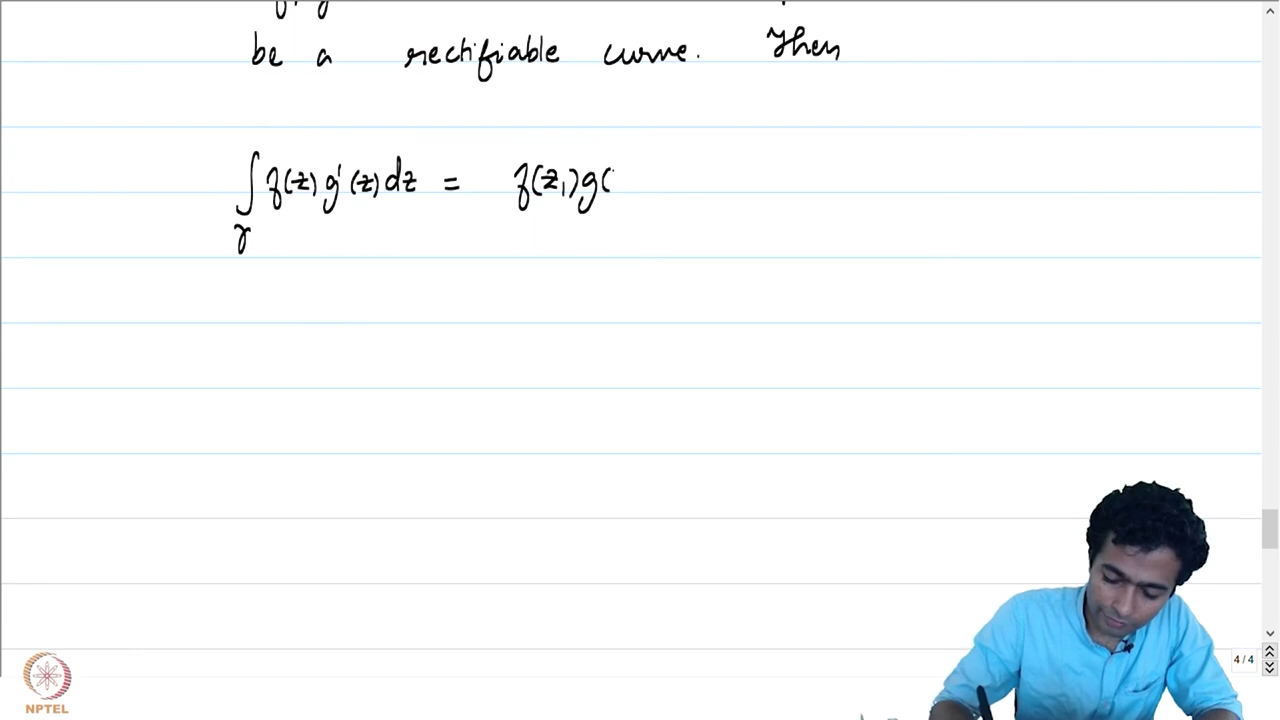 be a rectifiable curve. Then
∫γ f(z) g'(z) dz = f(z₁) g(
4 / 4
NPTEL